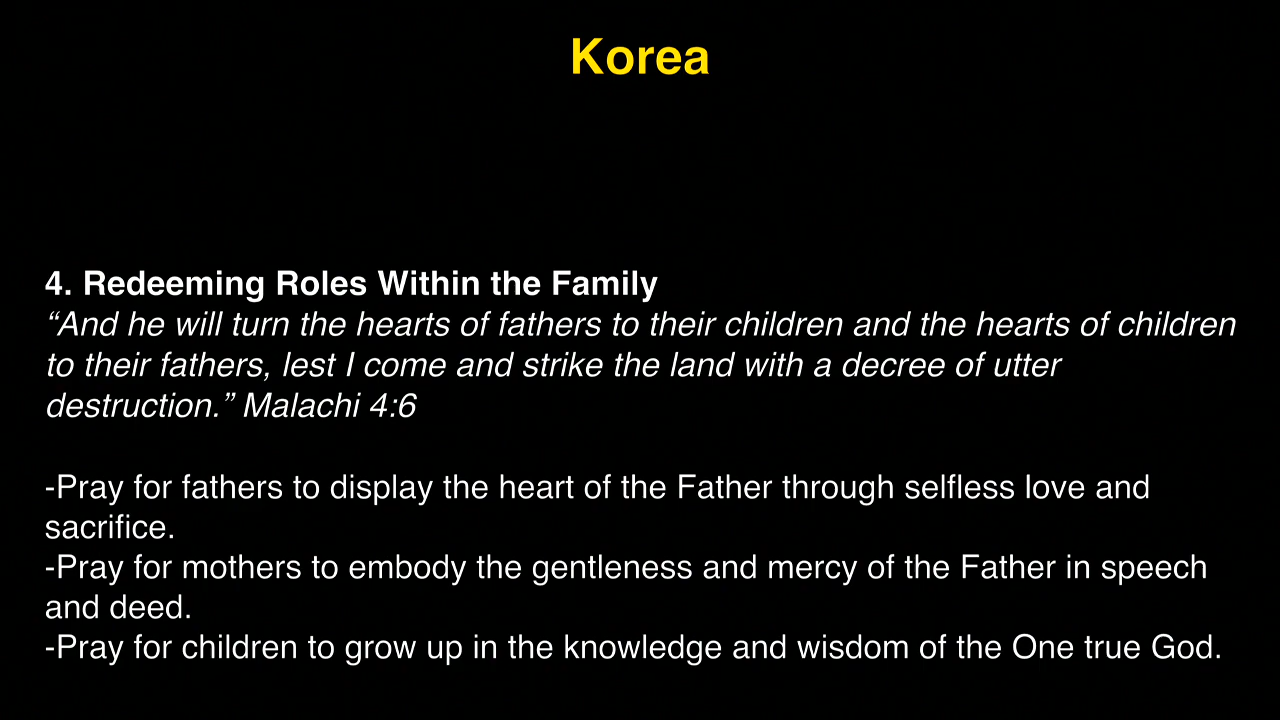 Korea
4. Redeeming Roles Within the Family
“And he will turn the hearts of fathers to their children and the hearts of children
to their fathers, lest I come and strike the land with a decree of utter
destruction.” Malachi 4:6
-Pray for fathers to display the heart of the Father through selfless love and
sacrifice.
-Pray for mothers to embody the gentleness and mercy of the Father in speech
and deed.
-Pray for children to grow up in the knowledge and wisdom of the One true God.